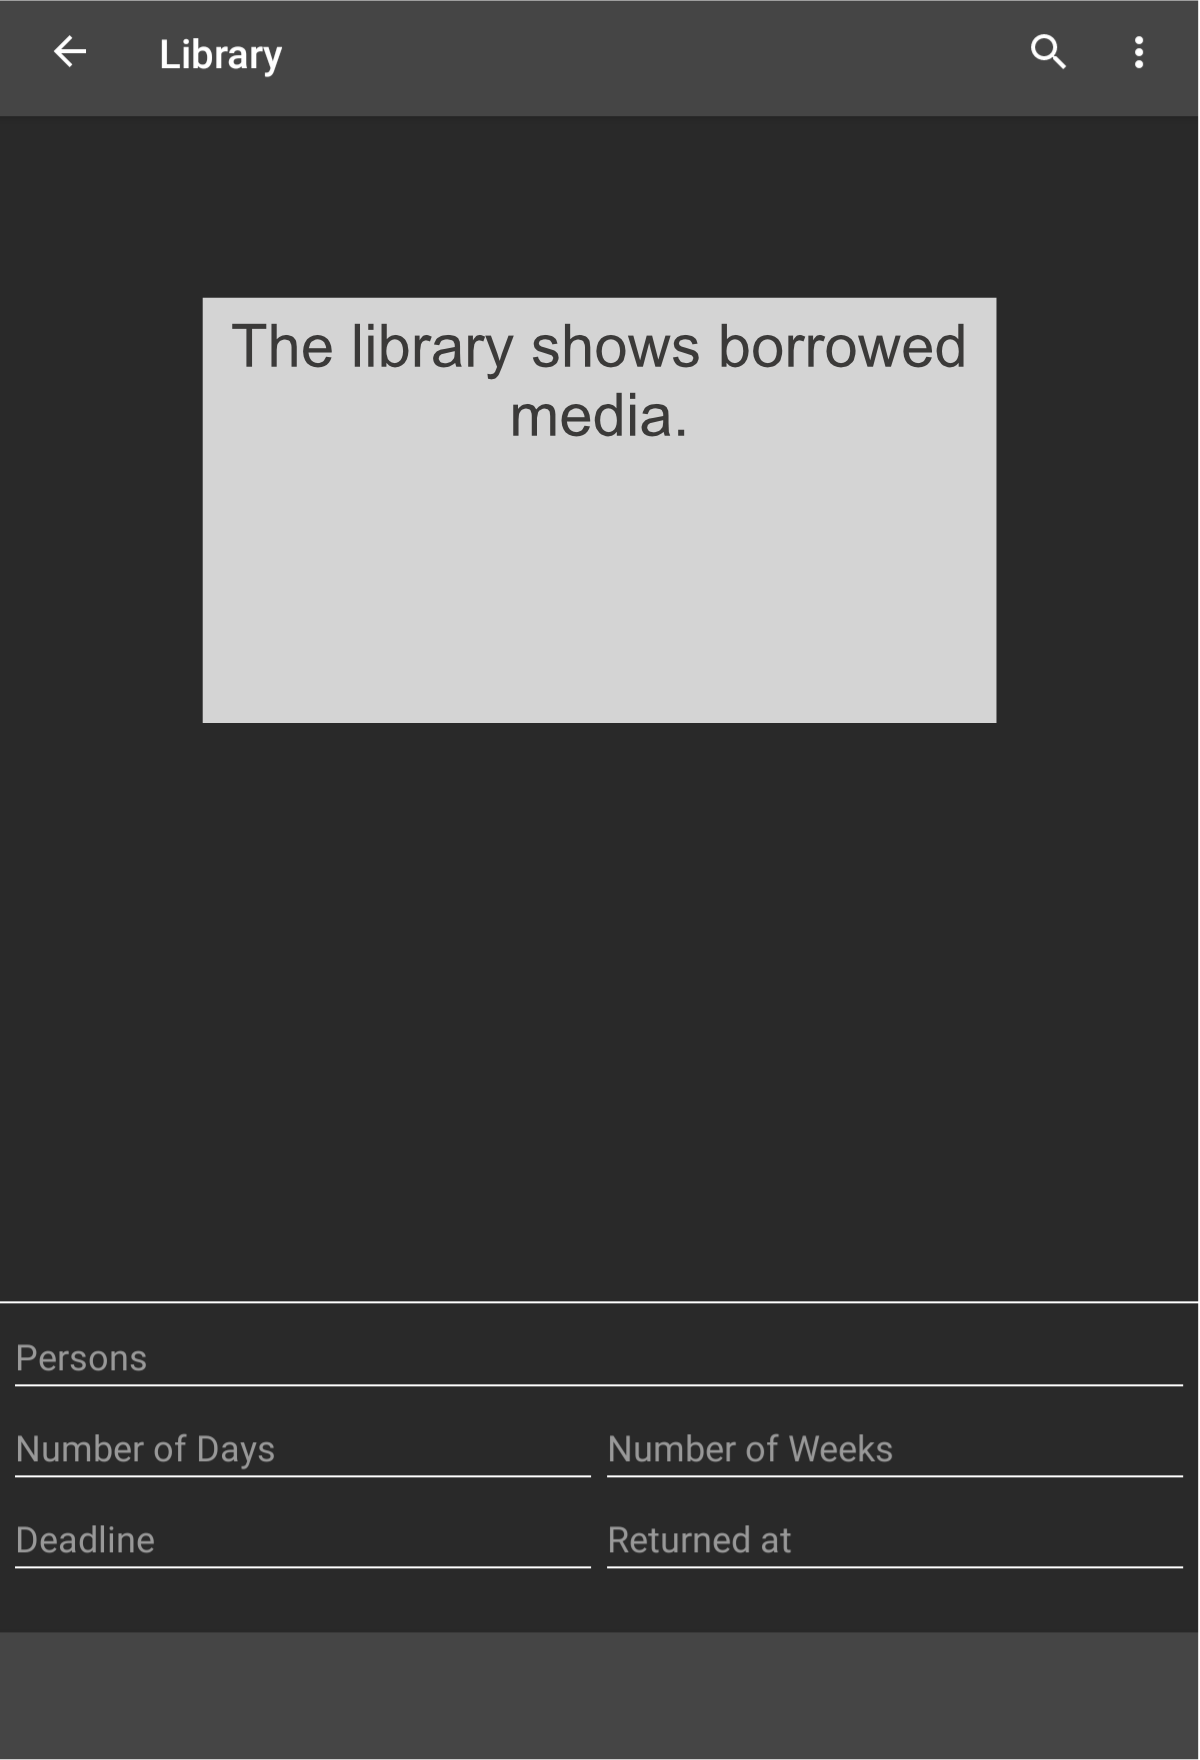 Library
The library shows borrowed
media.
Persons
Number of Days
Number of Weeks
Deadline
Returned at